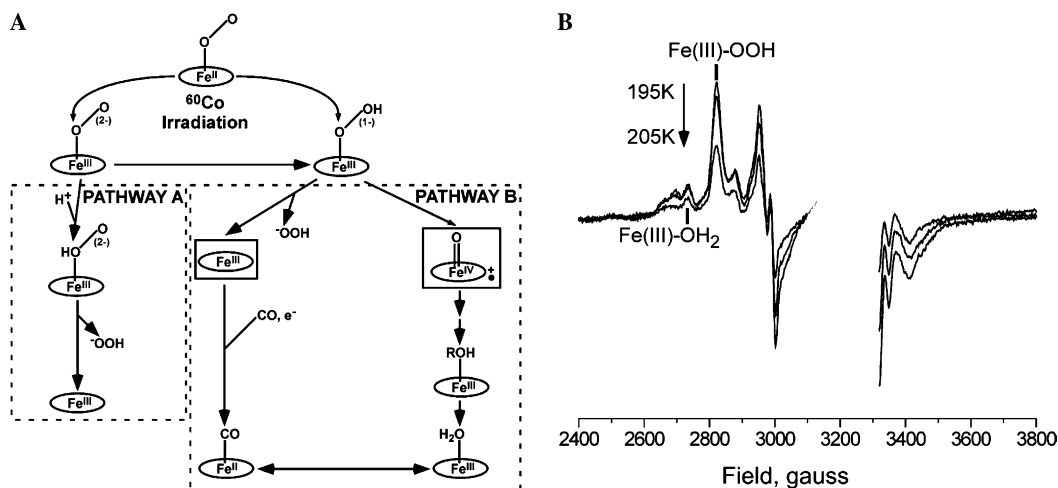 A
O
O
Fe^II
60Co
Irradiation
O
(2-)
O
Fe^III
OH
(1-)
O
Fe^III
PATHWAY A
H+
O
(2-)
HO
Fe^III
-OOH
Fe^III
PATHWAY B
-OOH
Fe^III
O
Fe^IV
+
•
CO, e-
ROH
Fe^III
CO
Fe^II
H2O
Fe^III
B
Fe(III)-OOH
195K
205K
Fe(III)-OH2
2400 2600 2800 3000 3200 3400 3600 3800
Field, gauss